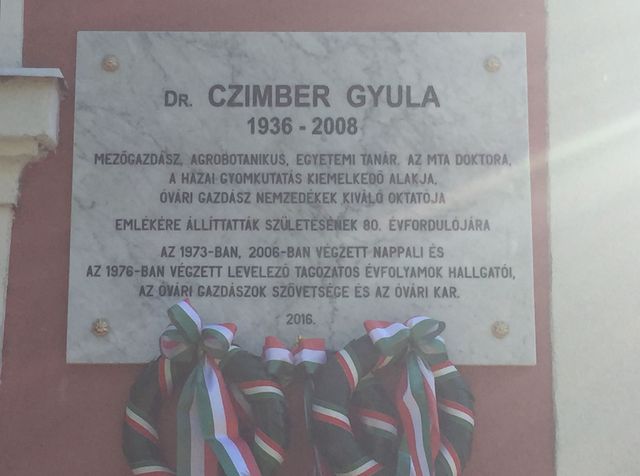 DR. CZIMBER GYULA
1936 - 2008
MEZŐGAZDÁSZ, AGROBOTANIKUS, EGYETEMI TANÁR. AZ MTA DOKTORA,
A HAZAI GYOMKUTATÁS KIEMELKEDŐ ALAKJA,
ÓVÁRI GAZDÁSZ NEMZEDÉKEK KIVÁLÓ OKTATÓJA
EMLÉKÉRE ÁLLÍTTATTÁK SZÜLETÉSÉNEK 80. ÉVFORDULÓJÁRA
AZ 1973-BAN, 2006-BAN VÉGZETT NAPPALI ÉS
AZ 1976-BAN VÉGZETT LEVELEZŐ TAGOZATOS ÉVFOLYAMOK HALLGATÓI,
AZ ÓVÁRI GAZDÁSZOK SZÖVETSÉGE ÉS AZ ÓVÁRI KAR.
2016.